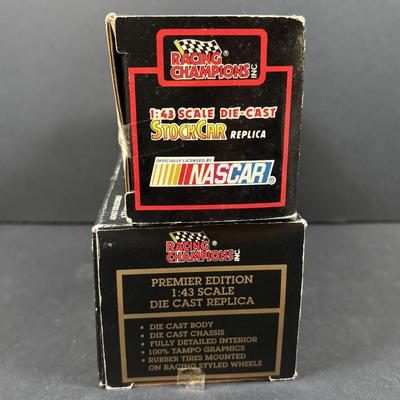 RACING ®
CHAMPIONS INC
1:43 SCALE DIE-CAST
STOCKCAR REPLICA
OFFICIALLY LICENSED BY
NASCAR ®
RACING ®
CHAMPIONS INC.
PREMIER EDITION
1:43 SCALE
DIE CAST REPLICA
• DIE CAST BODY
• DIE CAST CHASSIS
• FULLY DETAILED INTERIOR
• 100% TAMPO GRAPHICS
• RUBBER TIRES MOUNTED
ON RACING STYLED WHEELS